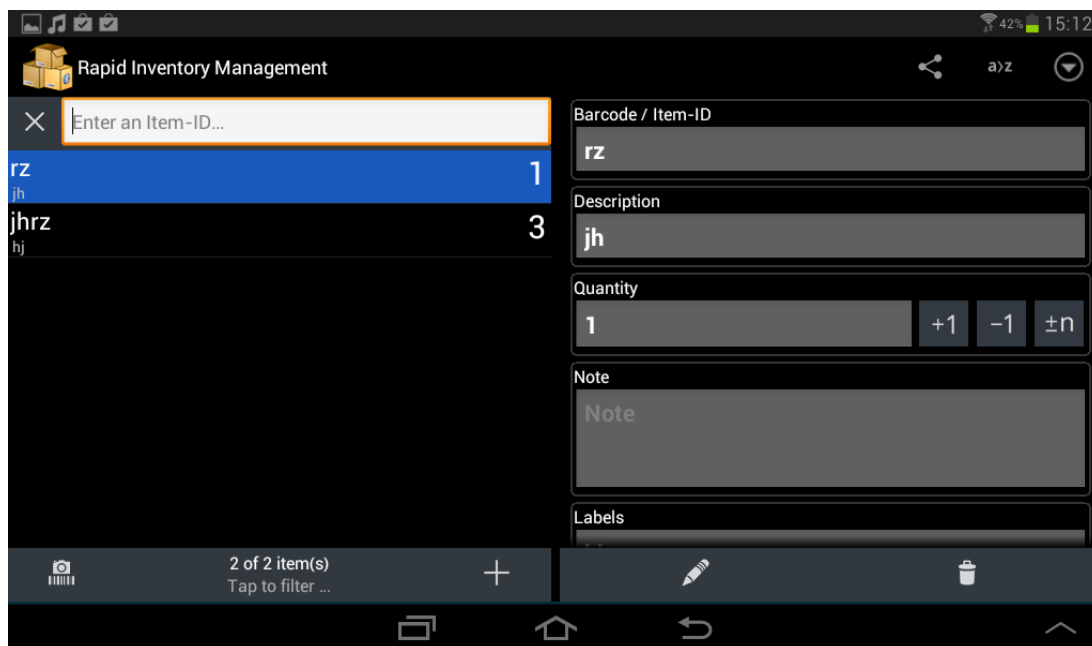 42% 15:12
Rapid Inventory Management
a>z
Enter an Item-ID...
rz 1
jh
jhrz 3
hj
Barcode / Item-ID
rz
Description
jh
Quantity
1 +1 −1 ±n
Note
Note
Labels
2 of 2 item(s)
Tap to filter ...